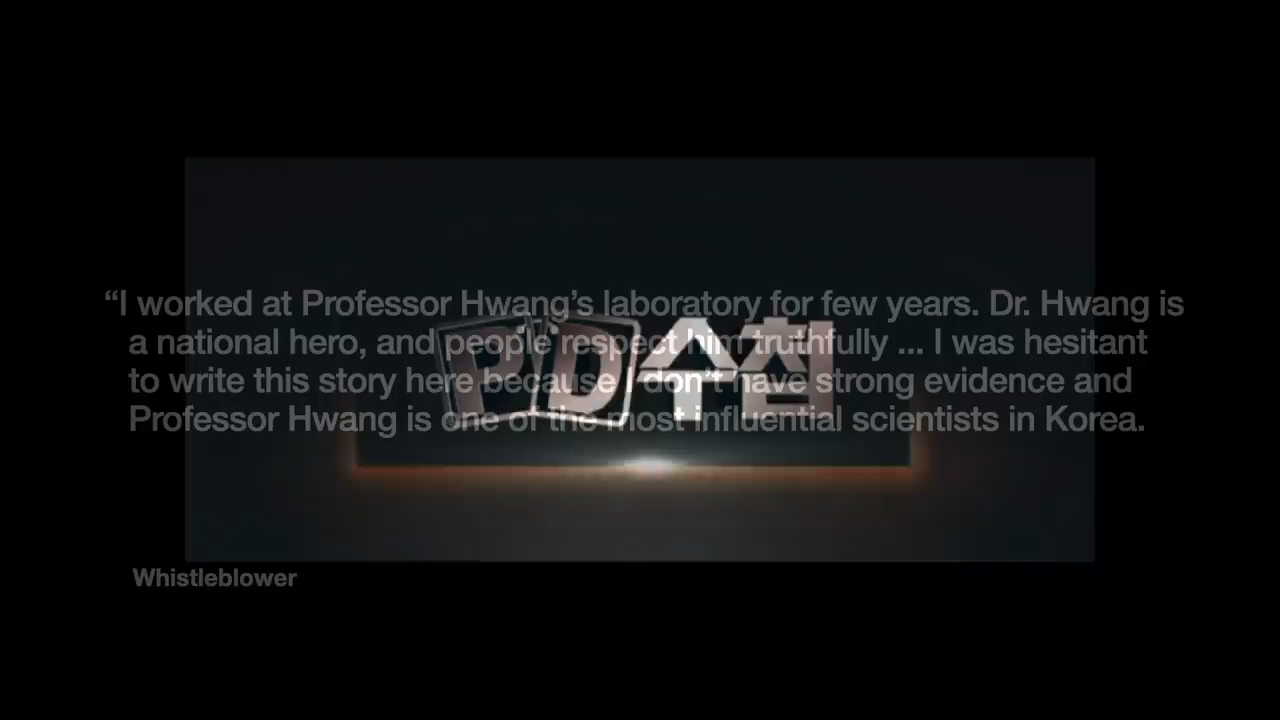 “I worked at Professor Hwang’s laboratory for few years. Dr. Hwang is
a national hero, and people respect him truthfully ... I was hesitant
to write this story here because I don’t have strong evidence and
Professor Hwang is one of the most influential scientists in Korea.
PD수첩
Whistleblower